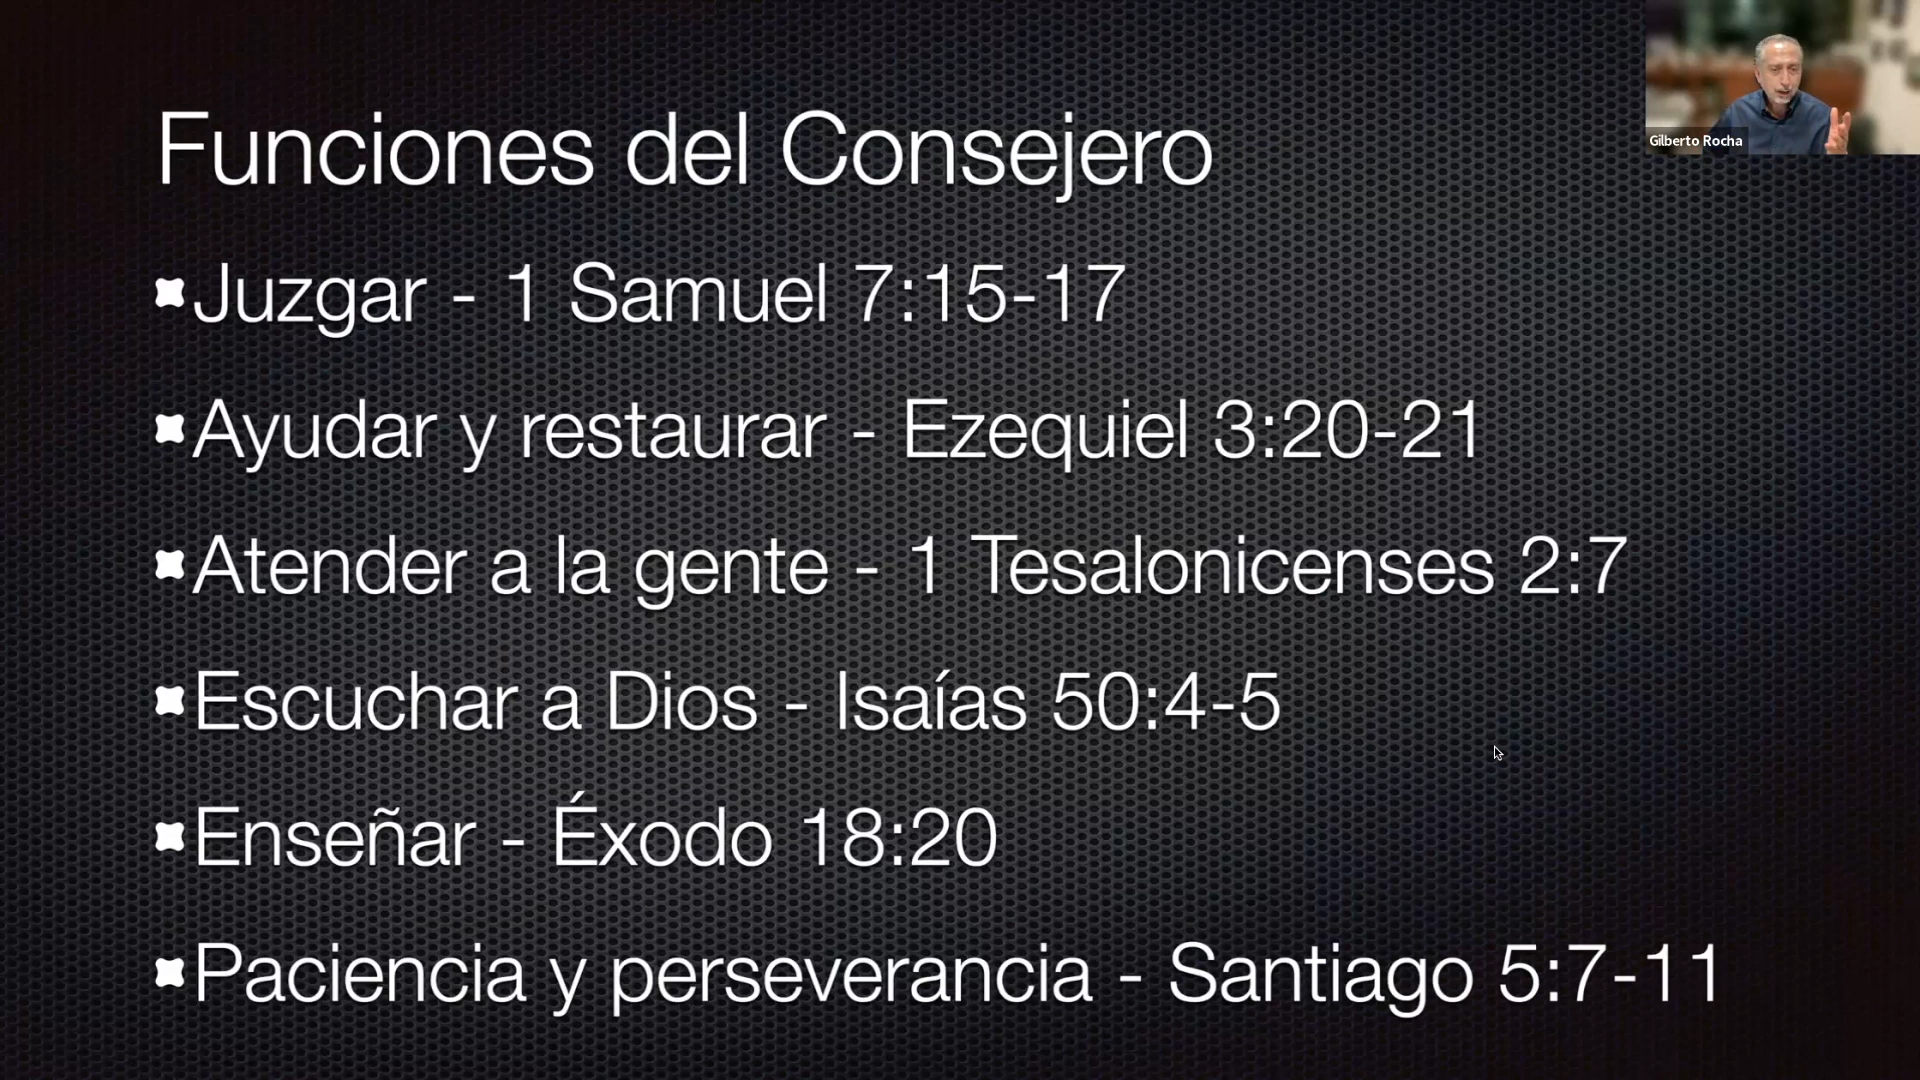 Funciones del Consejero
Juzgar - 1 Samuel 7:15-17
Ayudar y restaurar - Ezequiel 3:20-21
Atender a la gente - 1 Tesalonicenses 2:7
Escuchar a Dios - Isaías 50:4-5
Enseñar - Éxodo 18:20
Paciencia y perseverancia - Santiago 5:7-11
Gilberto Rocha